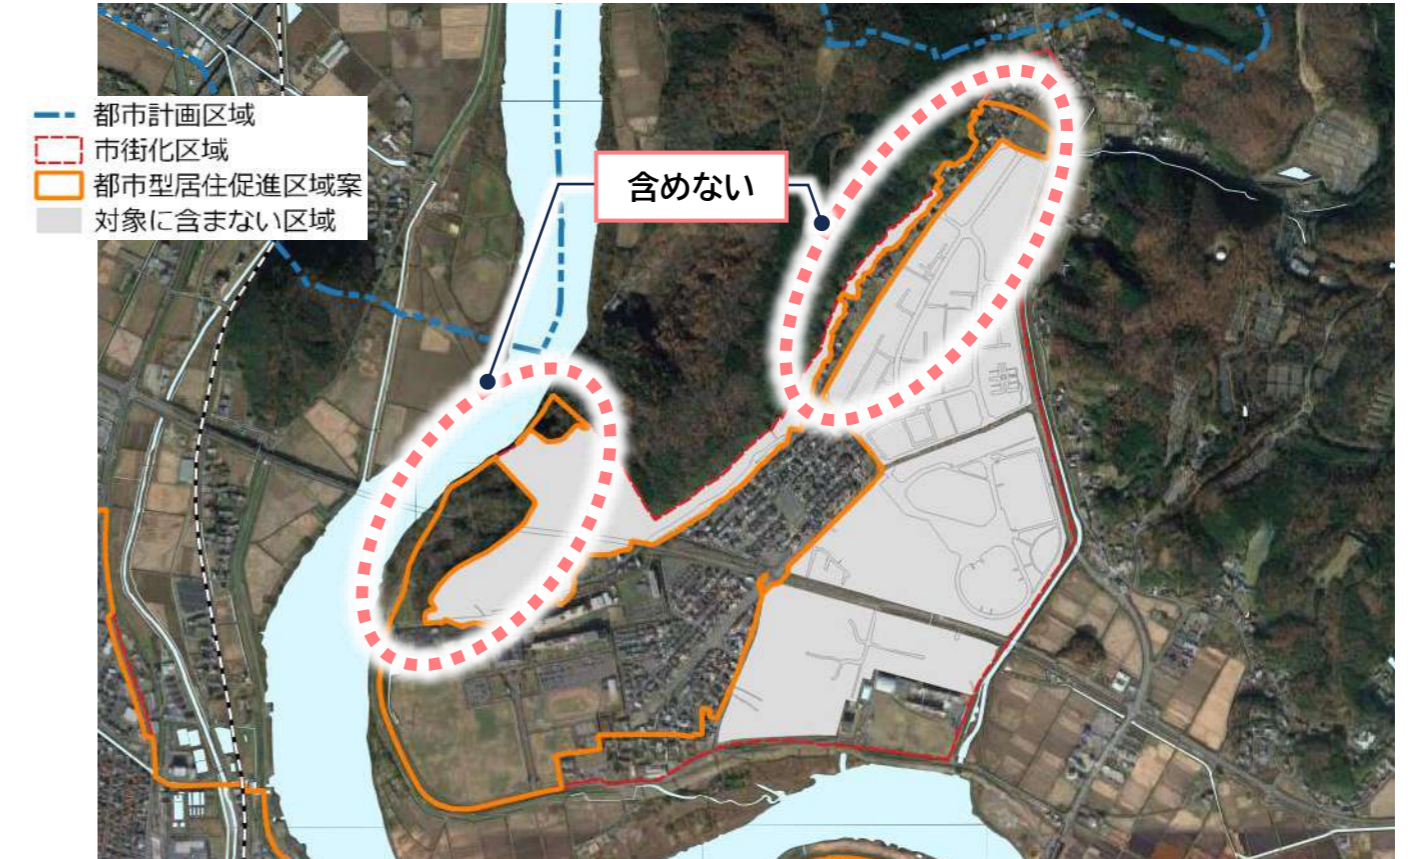 都市計画区域
市街化区域
都市型居住促進区域案
対象に含まない区域
含めない